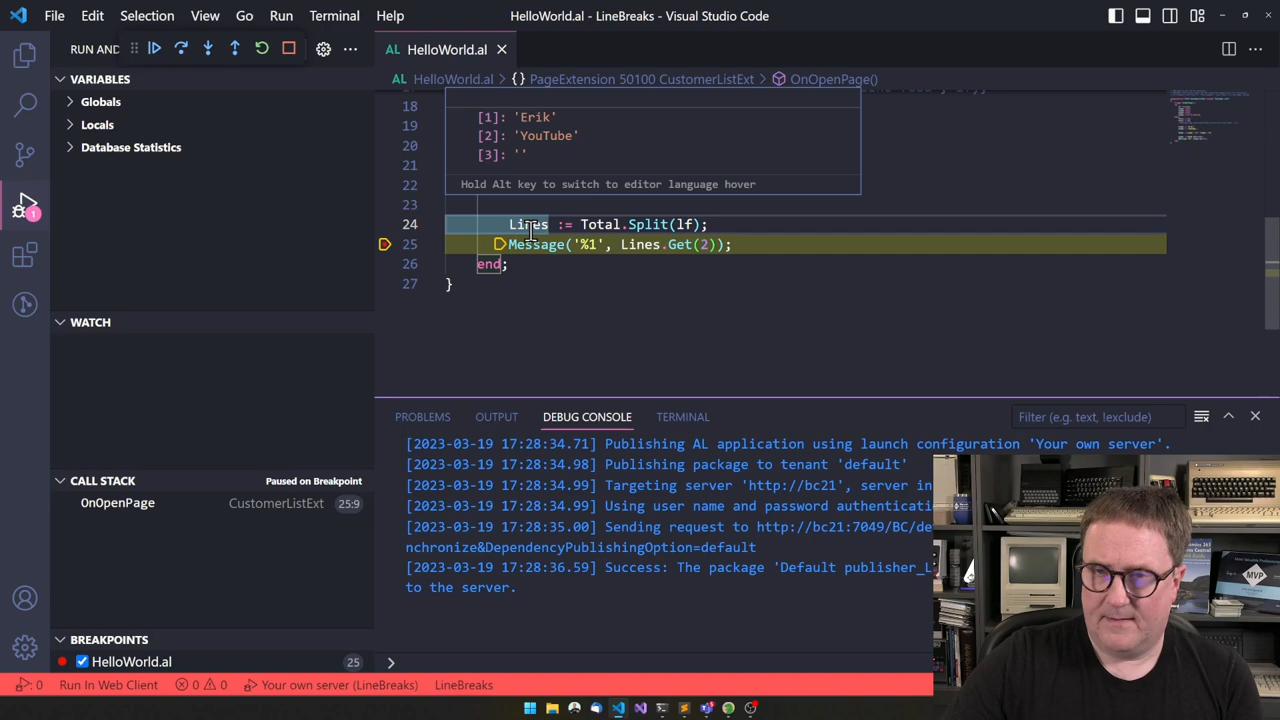 File Edit Selection View Go Run Terminal Help
HelloWorld.al - LineBreaks - Visual Studio Code
RUN AND
AL HelloWorld.al
AL HelloWorld.al > {} PageExtension 50100 CustomerListExt > OnOpenPage()
VARIABLES
Globals
Locals
Database Statistics
WATCH
CALL STACK
Paused on Breakpoint
OnOpenPage CustomerListExt 25:9
BREAKPOINTS
HelloWorld.al 25
18
19
20
21
22
23
[1]: 'Erik'
[2]: 'YouTube'
[3]: ''
Hold Alt key to switch to editor language hover
24 Lines := Total.Split(lf);
25 Message('%1', Lines.Get(2));
26 end;
27 }
PROBLEMS OUTPUT DEBUG CONSOLE TERMINAL
Filter (e.g. text, !exclude)
[2023-03-19 17:28:34.71] Publishing AL application using launch configuration 'Your own server'.
[2023-03-19 17:28:34.98] Publishing package to tenant 'default'
[2023-03-19 17:28:34.99] Targeting server 'http://bc21', server in
[2023-03-19 17:28:34.99] Using user name and password authenticati
[2023-03-19 17:28:35.00] Sending request to http://bc21:7049/BC/de
nchronize&DependencyPublishingOption=default
[2023-03-19 17:28:36.59] Success: The package 'Default publisher_L
to the server.
1
MVP
0 Run In Web Client 0 0 Your own server (LineBreaks) LineBreaks